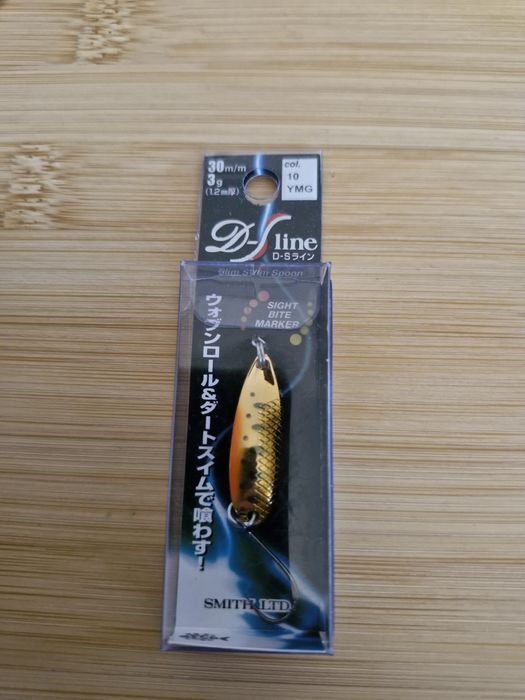 30m/m
3g
(1.2mm厚)
col.
10
YMG
D-S line
D-Sライン
Slim Swim Spoon
SIGHT
BITE
MARKER
ウォブンロール&ダートスイムで喰わす!
SMITH LTD